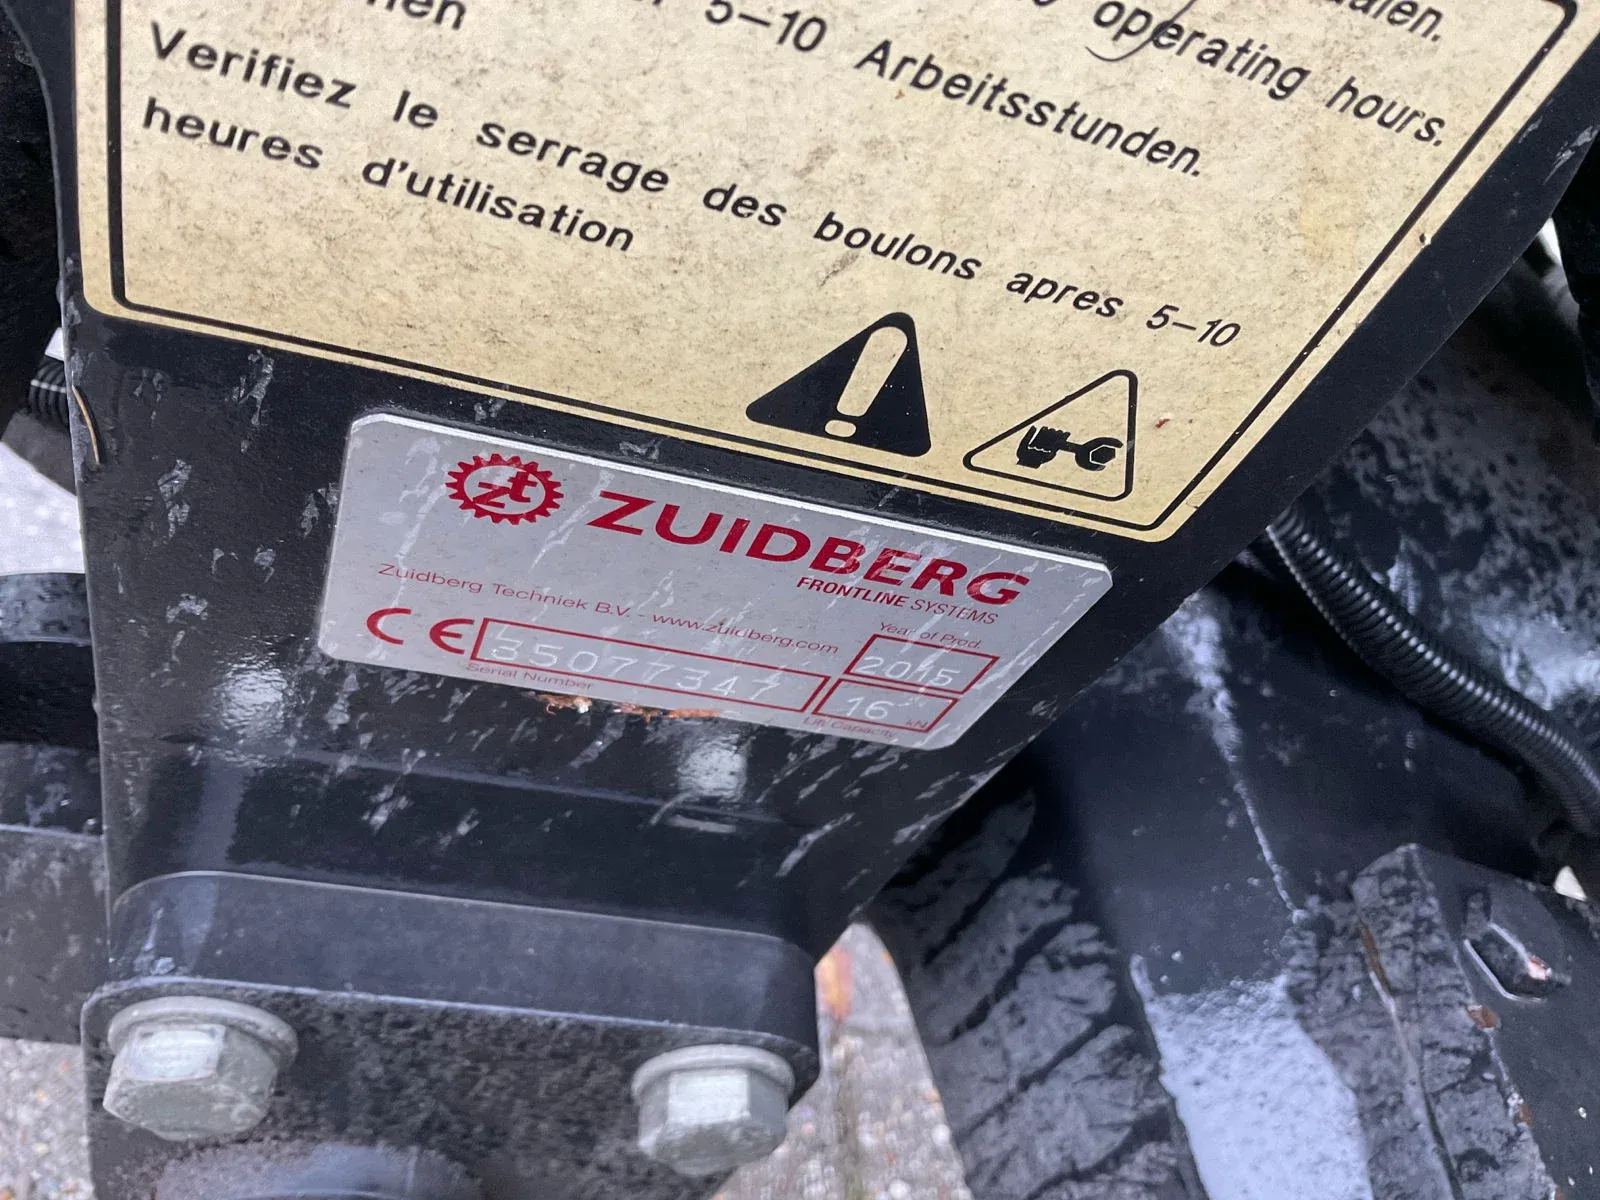 operating hours.
5–10 Arbeitsstunden.
Verifiez le serrage des boulons apres 5–10
heures d'utilisation
zt ZUIDBERG
FRONTLINE SYSTEMS
Zuidberg Techniek B.V. - www.zuidberg.com
Year of Prod.
CE 35077347 2015
Serial Number
16 kN
Lift Capacity